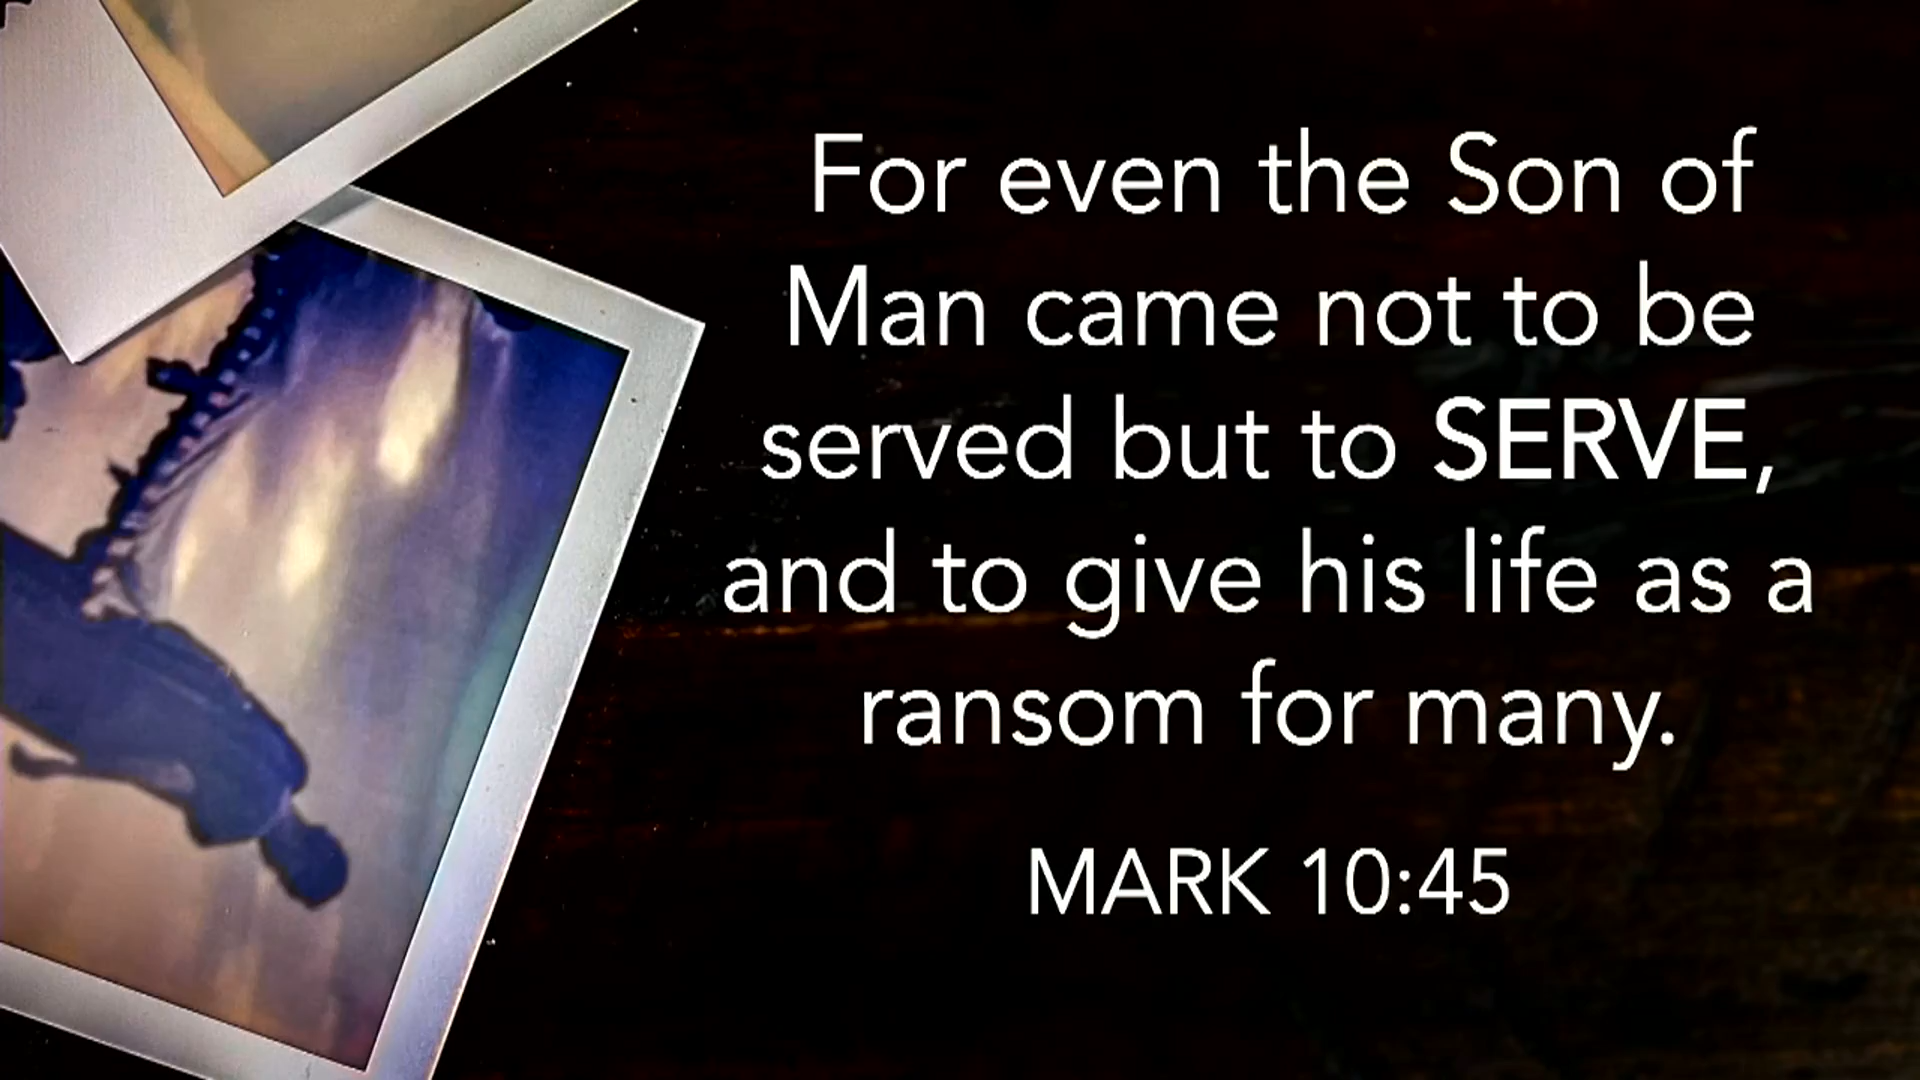 For even the Son of
Man came not to be
served but to SERVE,
and to give his life as a
ransom for many.
MARK 10:45